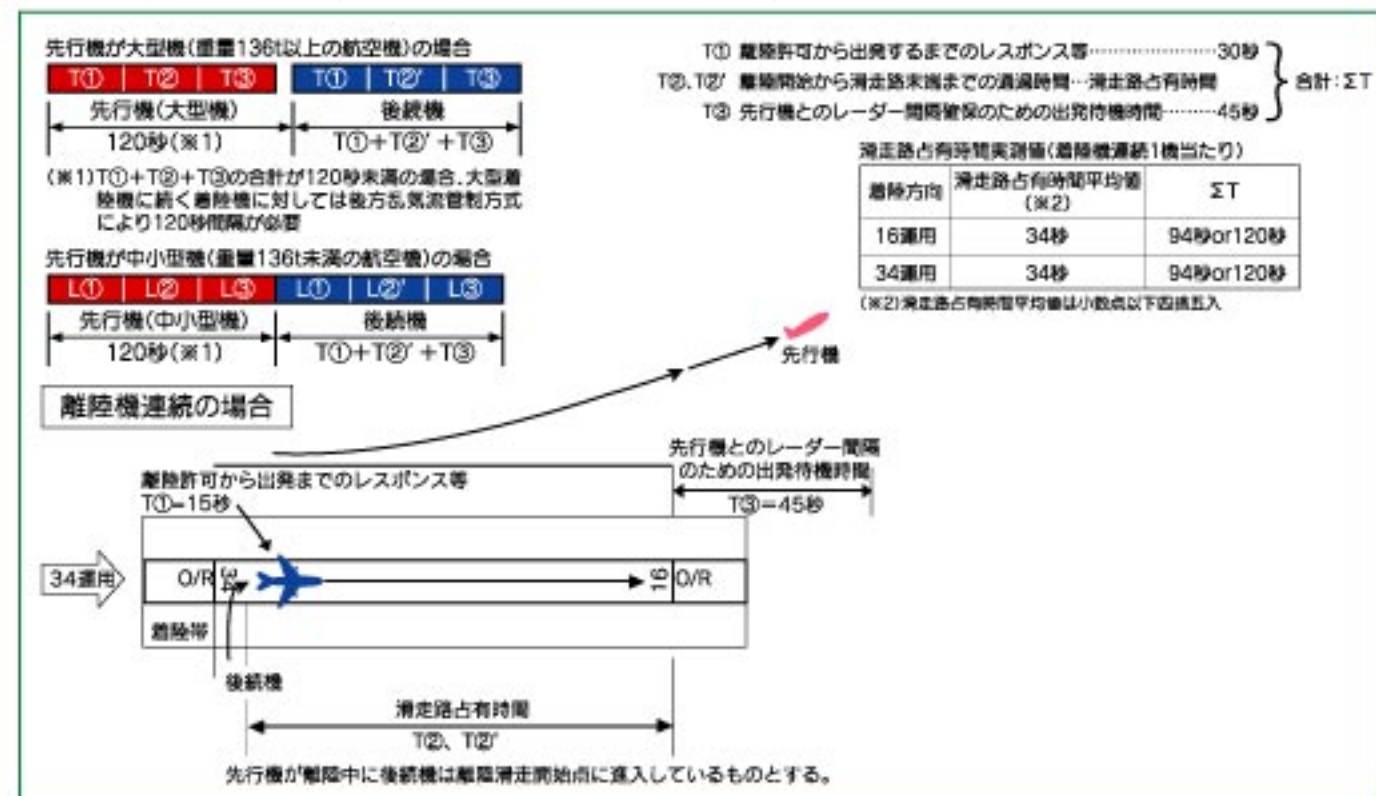 先行機が大型機(重量136t以上の航空機)の場合
T① T② T③ T① T②′ T③
先行機(大型機) 後続機
120秒(※1) T①+T②′+T③
(※1)T①+T②+T③の合計が120秒未満の場合、大型着
陸機に続く着陸機に対しては後方乱気流管制方式
により120秒間隔が必要
先行機が中小型機(重量136t未満の航空機)の場合
L① L② L③ L① L②′ L③
先行機(中小型機) 後続機
120秒(※1) T①+T②′+T③
T① 離陸許可から出発するまでのレスポンス等…………………30秒
T②、T②′ 離陸開始から滑走路末端までの通過時間…滑走路占有時間
T③ 先行機とのレーダー間隔確保のための出発待機時間………45秒
合計:ΣT
滑走路占有時間実測値(着陸機連続1機当たり)
着陸方向 滑走路占有時間平均値(※2) ΣT
16運用 34秒 94秒or120秒
34運用 34秒 94秒or120秒
(※2)滑走路占有時間平均値は小数点以下四捨五入
先行機
離陸機連続の場合
離陸許可から出発までのレスポンス等
T①=15秒
先行機とのレーダー間隔
のための出発待機時間
T③=45秒
34運用
O/R 34 16 O/R
着陸帯
後続機
滑走路占有時間
T②、T②′
先行機が離陸中に後続機は離陸滑走開始点に進入しているものとする。